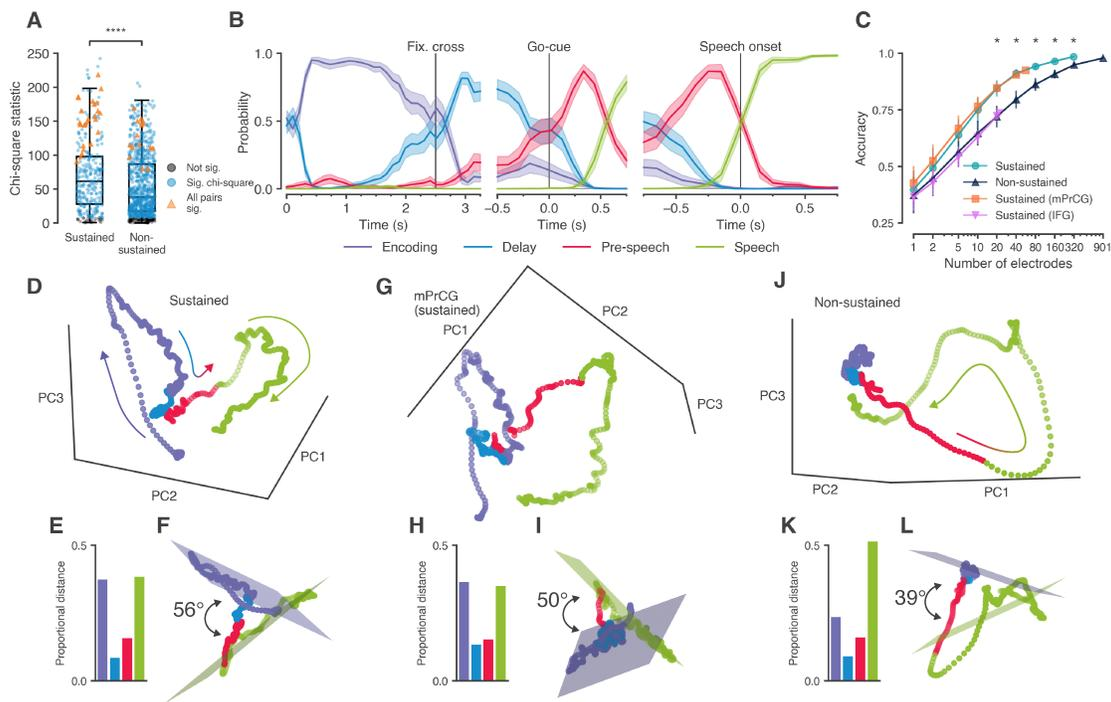 A
****
250
200
150
100
50
0
Chi-square statistic
Sustained
Non-
sustained
Not sig.
Sig. chi-square
All pairs
sig.
B
Fix. cross
Go-cue
Speech onset
1.0
0.5
0.0
Probability
0
1
2
3
Time (s)
−0.5
0.0
0.5
Time (s)
−0.5
0.0
0.5
Time (s)
Encoding
Delay
Pre-speech
Speech
C
* * * * *
1.0
0.75
0.5
0.25
Accuracy
Sustained
Non-sustained
Sustained (mPrCG)
Sustained (IFG)
1 2 5 10 20 40 80 160 320 901
Number of electrodes
D
Sustained
PC3
PC2
PC1
G
mPrCG
(sustained)
PC1
PC2
PC3
J
Non-sustained
PC3
PC2
PC1
E
0.5
0.0
Proportional distance
F
56°
H
0.5
0.0
Proportional distance
I
50°
K
0.5
0.0
Proportional distance
L
39°